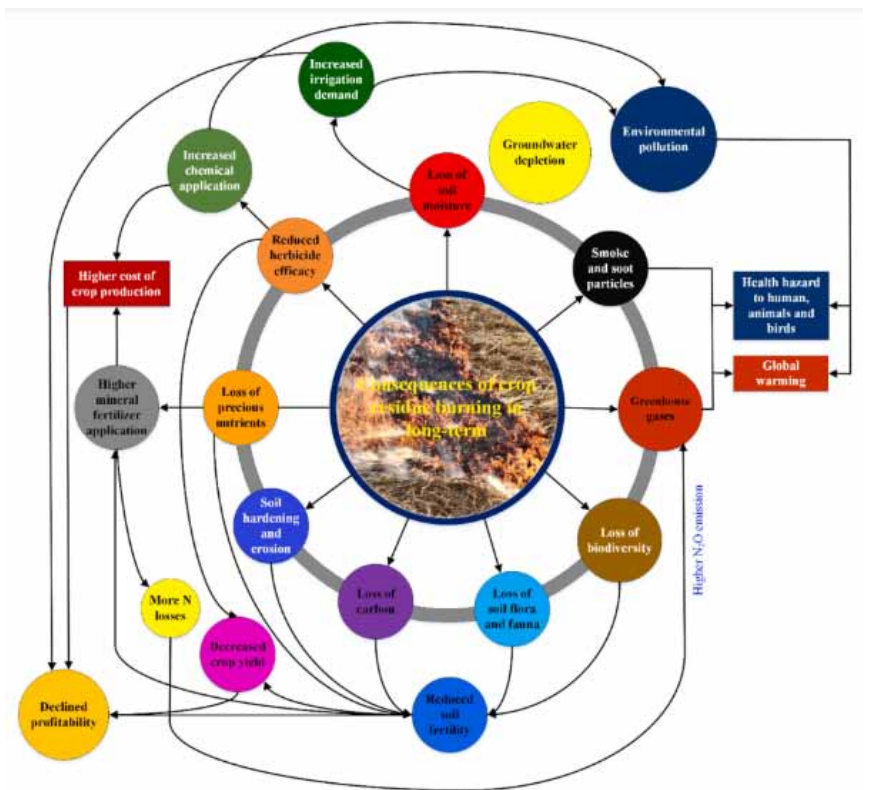 Increased
irrigation
demand
Environmental
pollution
Groundwater
depletion
Increased
chemical
application
Loss of
soil
moisture
Reduced
herbicide
efficacy
Smoke
and soot
particles
Higher cost of
crop production
Health hazard
to human,
animals and
birds
Global
warming
Higher
mineral
fertilizer
application
Loss of
precious
nutrients
Consequences of crop
residue burning in
long-term
Greenhouse
gases
Soil
hardening
and
erosion
Loss of
biodiversity
Higher N₂O emission
More N
losses
Loss of
carbon
Loss of
soil flora
and fauna
Decreased
crop yield
Declined
profitability
Reduced
soil
fertility